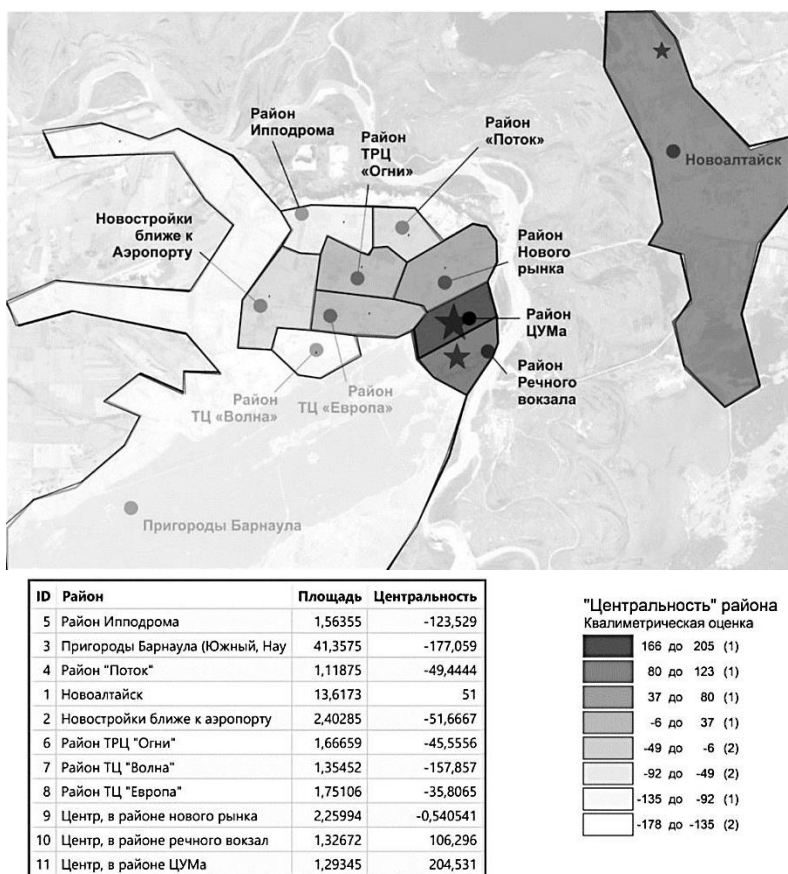 Район
Ипподрома
Район
ТРЦ
«Огни»
Район
«Поток»
Новоалтайск
Новостройки
ближе к
Аэропорту
Район
Нового
рынка
Район
ЦУМа
Район
Речного
вокзала
Район
ТЦ «Волна»
Район
ТЦ «Европа»
Пригороды Барнаула
ID Район Площадь Центральность
5 Район Ипподрома 1,56355 -123,529
3 Пригороды Барнаула (Южный, Нау 41,3575 -177,059
4 Район "Поток" 1,11875 -49,4444
1 Новоалтайск 13,6173 51
2 Новостройки ближе к аэропорту 2,40285 -51,6667
6 Район ТРЦ "Огни" 1,66659 -45,5556
7 Район ТЦ "Волна" 1,35452 -157,857
8 Район ТЦ "Европа" 1,75106 -35,8065
9 Центр, в районе нового рынка 2,25994 -0,540541
10 Центр, в районе речного вокзал 1,32672 106,296
11 Центр, в районе ЦУМа 1,29345 204,531
"Центральность" района
Квалиметрическая оценка
166 до 205 (1)
80 до 123 (1)
37 до 80 (1)
-6 до 37 (1)
-49 до -6 (2)
-92 до -49 (2)
-135 до -92 (1)
-178 до -135 (2)